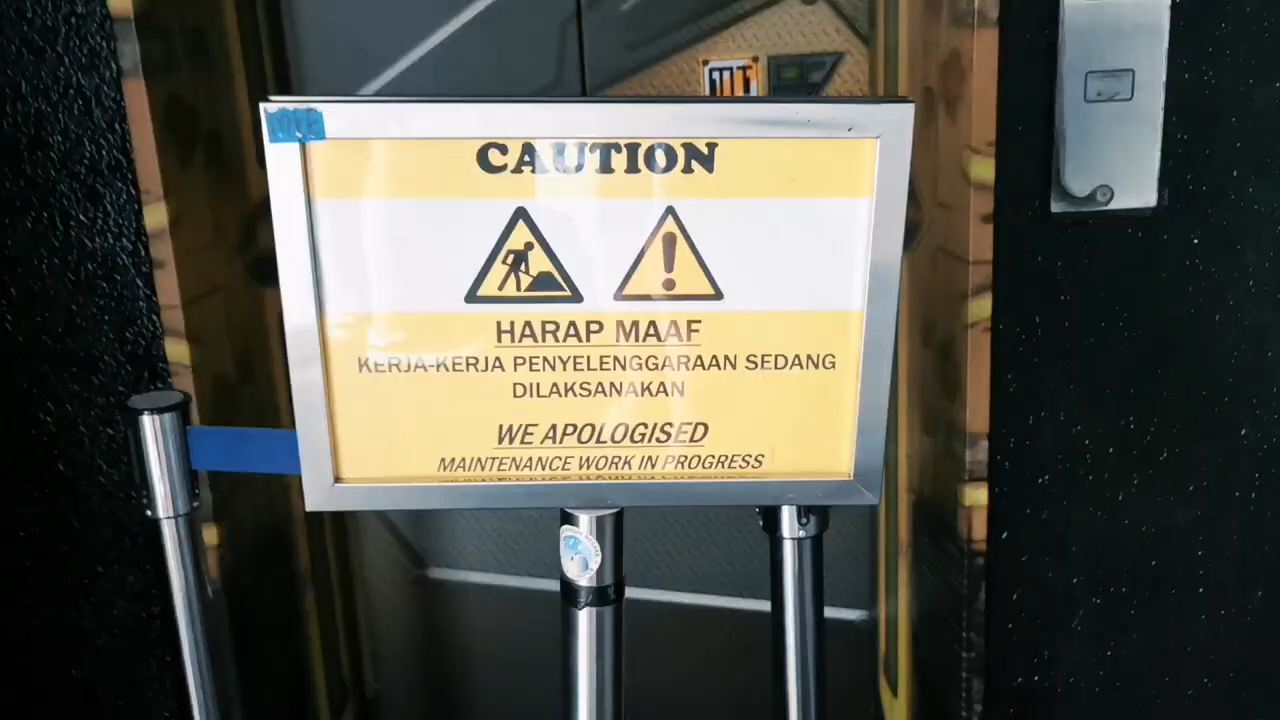 CAUTION
HARAP MAAF
KERJA-KERJA PENYELENGGARAAN SEDANG
DILAKSANAKAN
WE APOLOGISED
MAINTENANCE WORK IN PROGRESS